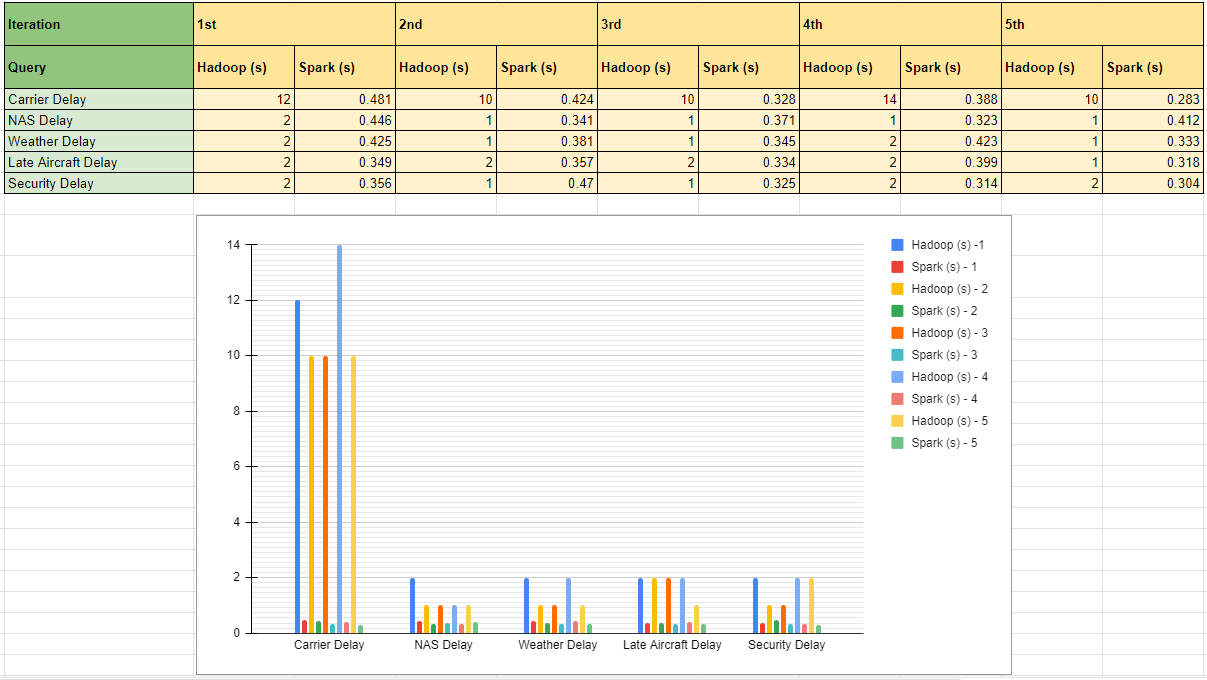 Iteration 1st 2nd 3rd 4th 5th
Query Hadoop (s) Spark (s) Hadoop (s) Spark (s) Hadoop (s) Spark (s) Hadoop (s) Spark (s) Hadoop (s) Spark (s)
Carrier Delay 12 0.481 10 0.424 10 0.328 14 0.388 10 0.283
NAS Delay 2 0.446 1 0.341 1 0.371 1 0.323 1 0.412
Weather Delay 2 0.425 1 0.381 1 0.345 2 0.423 1 0.333
Late Aircraft Delay 2 0.349 2 0.357 2 0.334 2 0.399 1 0.318
Security Delay 2 0.356 1 0.47 1 0.325 2 0.314 2 0.304
14
12
10
8
6
4
2
0
Carrier Delay NAS Delay Weather Delay Late Aircraft Delay Security Delay
Hadoop (s) -1
Spark (s) - 1
Hadoop (s) - 2
Spark (s) - 2
Hadoop (s) - 3
Spark (s) - 3
Hadoop (s) - 4
Spark (s) - 4
Hadoop (s) - 5
Spark (s) - 5